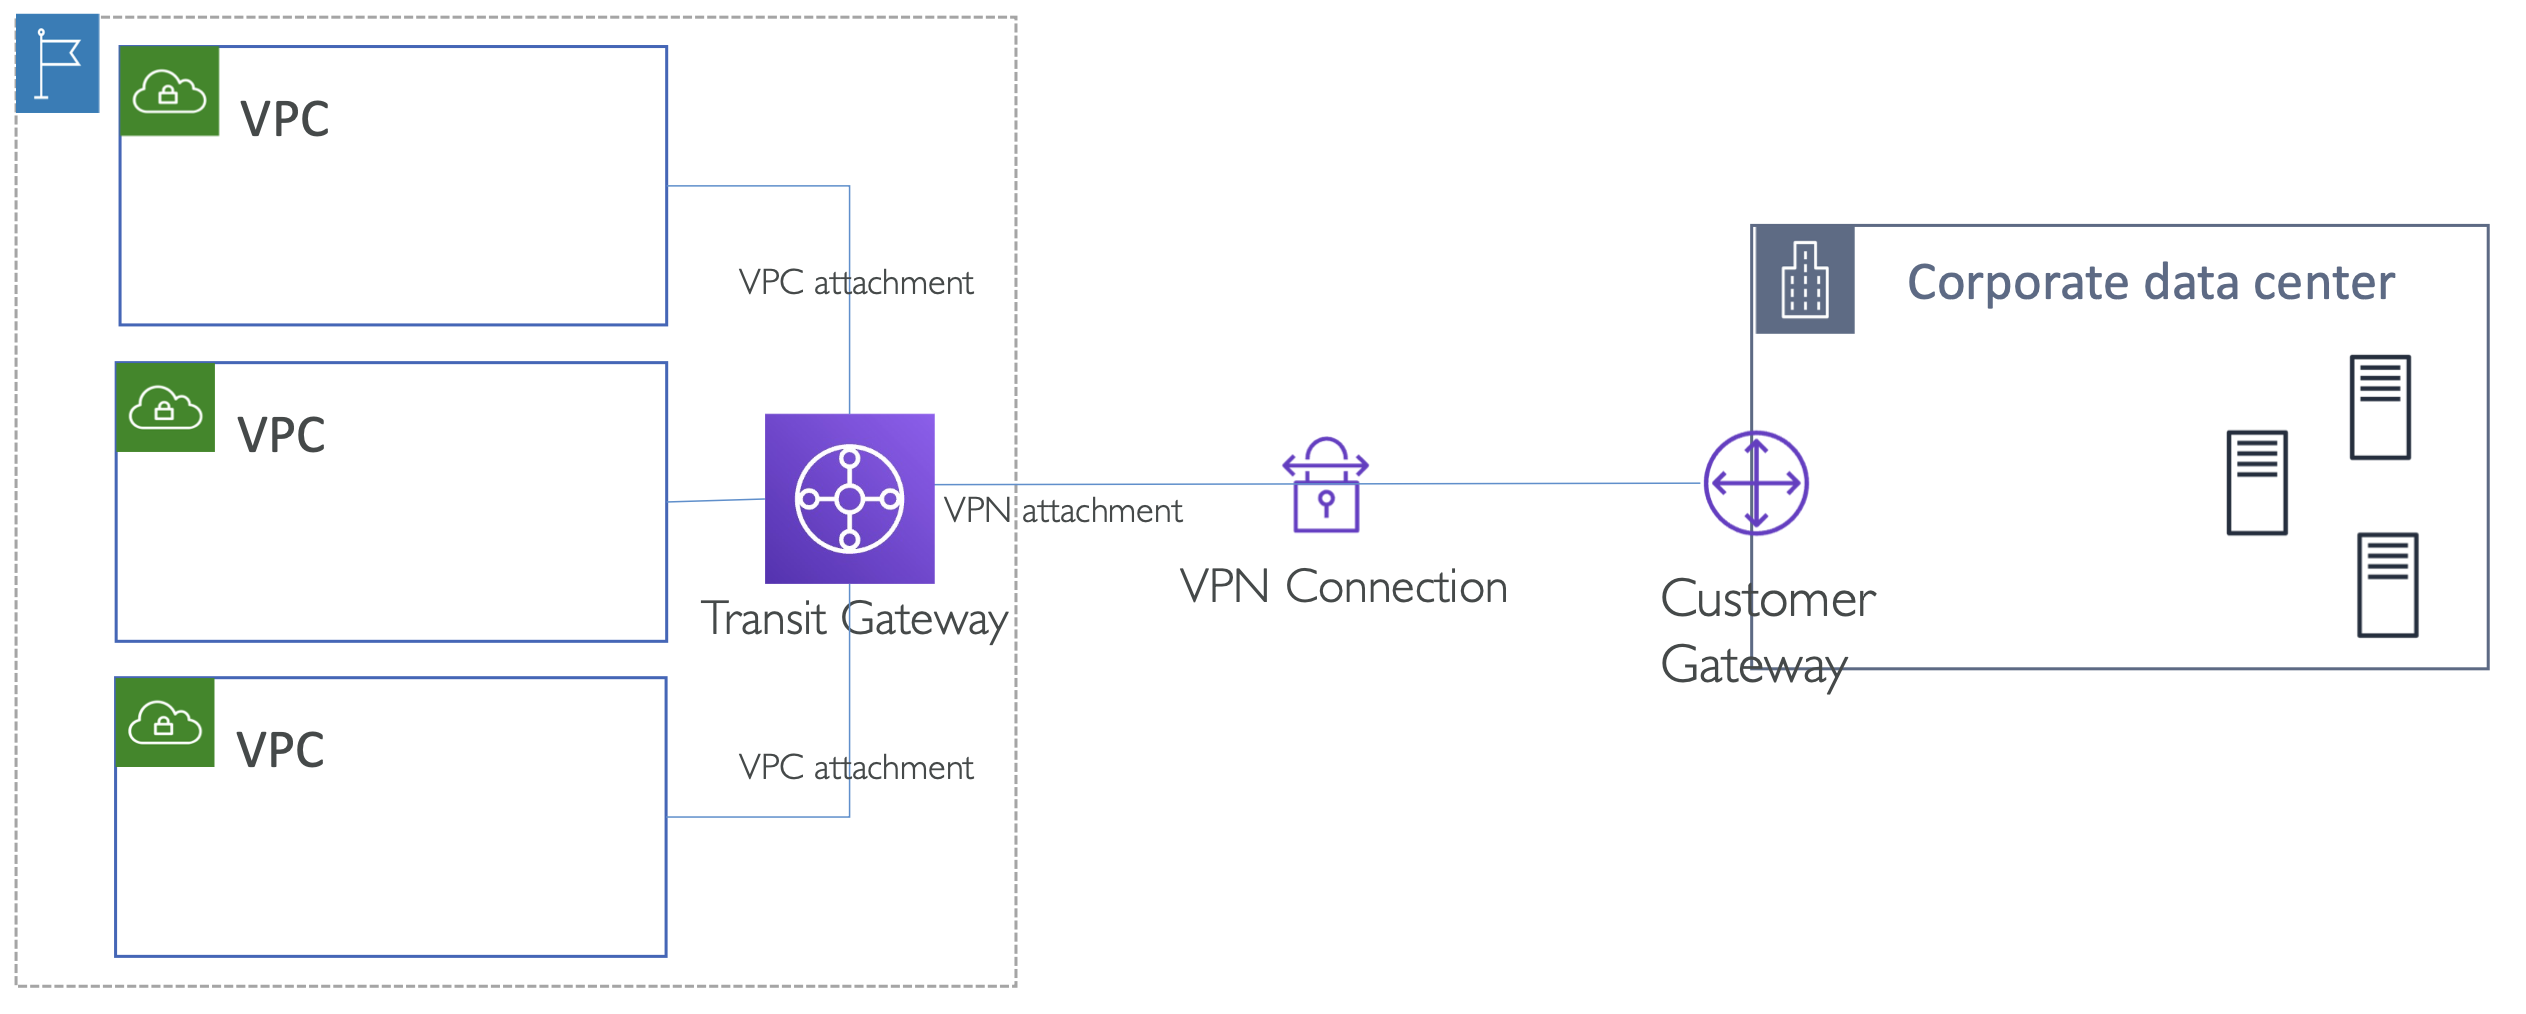 VPC
VPC attachment
Corporate data center
VPC
VPN attachment
Transit Gateway
VPN Connection
Customer
Gateway
VPC
VPC attachment